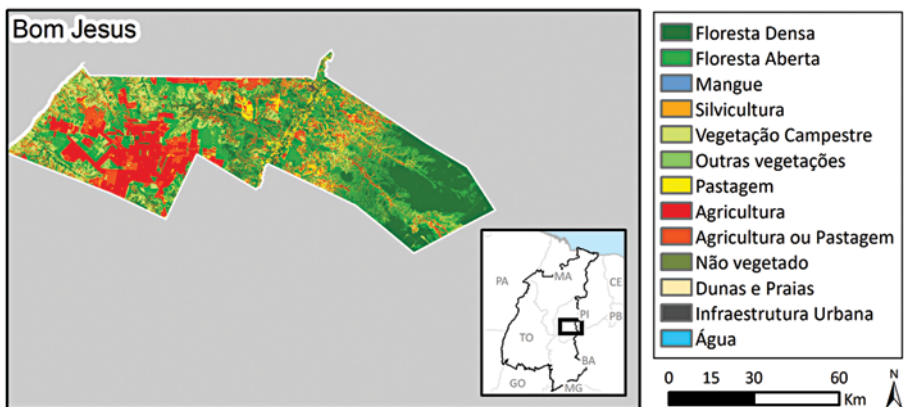 Bom Jesus
Floresta Densa
Floresta Aberta
Mangue
Silvicultura
Vegetação Campestre
Outras vegetações
Pastagem
Agricultura
Agricultura ou Pastagem
Não vegetado
Dunas e Praias
Infraestrutura Urbana
Água
PA
MA
CE
PI
PB
TO
BA
GO
MG
0 15 30 60
Km
N